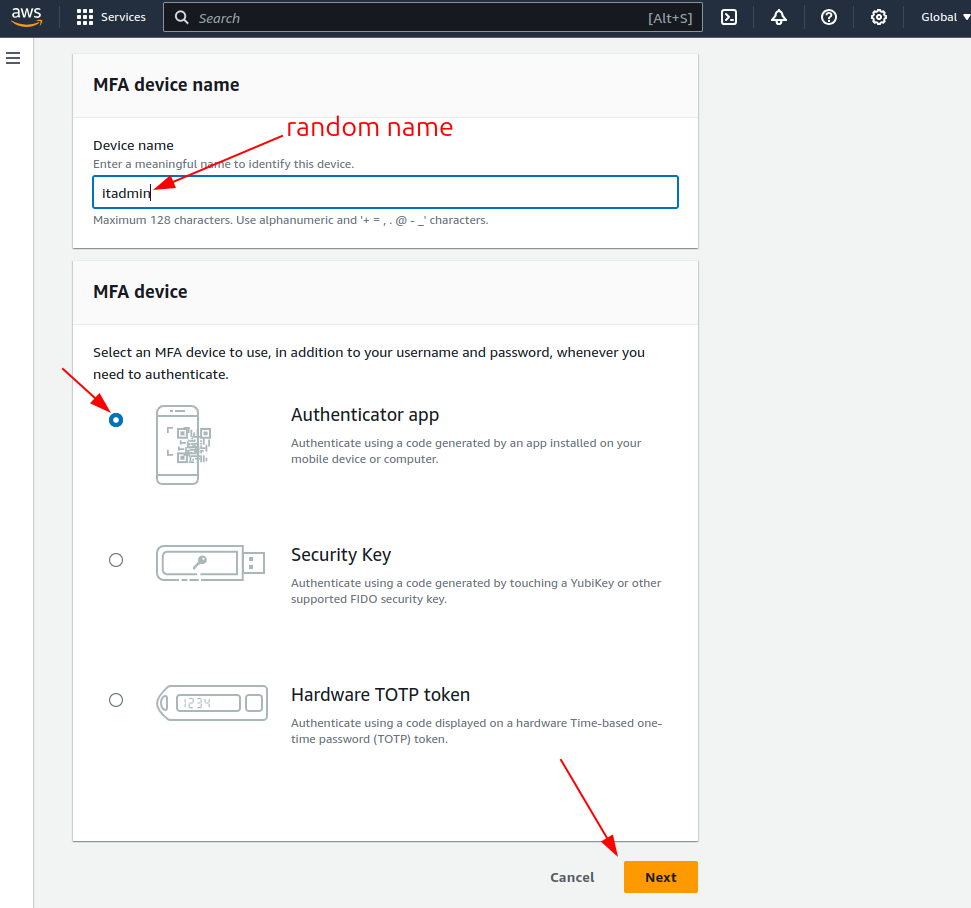 aws Services Search [Alt+S] Global
MFA device name
random name
Device name
Enter a meaningful name to identify this device.
itadmin
Maximum 128 characters. Use alphanumeric and '+ = , . @ - _' characters.
MFA device
Select an MFA device to use, in addition to your username and password, whenever you
need to authenticate.
Authenticator app
Authenticate using a code generated by an app installed on your
mobile device or computer.
Security Key
Authenticate using a code generated by touching a YubiKey or other
supported FIDO security key.
Hardware TOTP token
1234
Authenticate using a code displayed on a hardware Time-based one-
time password (TOTP) token.
Cancel Next